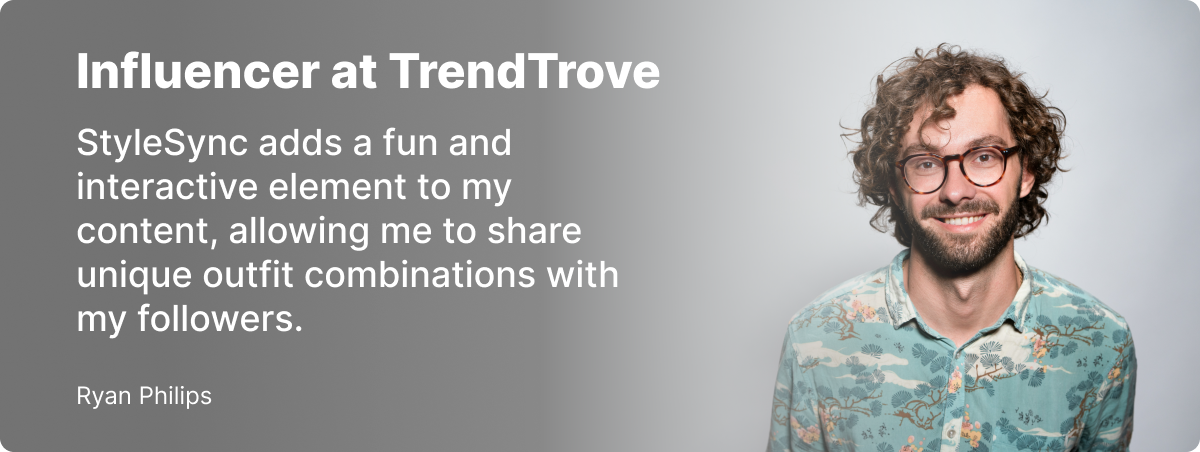 Influencer at TrendTrove
StyleSync adds a fun and
interactive element to my
content, allowing me to share
unique outfit combinations with
my followers.
Ryan Philips